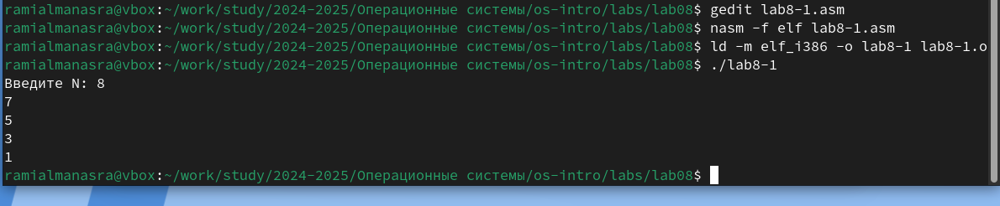 ramialmanasra@vbox:~/work/study/2024-2025/Операционные системы/os-intro/labs/lab08$ gedit lab8-1.asm
ramialmanasra@vbox:~/work/study/2024-2025/Операционные системы/os-intro/labs/lab08$ nasm -f elf lab8-1.asm
ramialmanasra@vbox:~/work/study/2024-2025/Операционные системы/os-intro/labs/lab08$ ld -m elf_i386 -o lab8-1 lab8-1.o
ramialmanasra@vbox:~/work/study/2024-2025/Операционные системы/os-intro/labs/lab08$ ./lab8-1
Введите N: 8
7
5
3
1
ramialmanasra@vbox:~/work/study/2024-2025/Операционные системы/os-intro/labs/lab08$